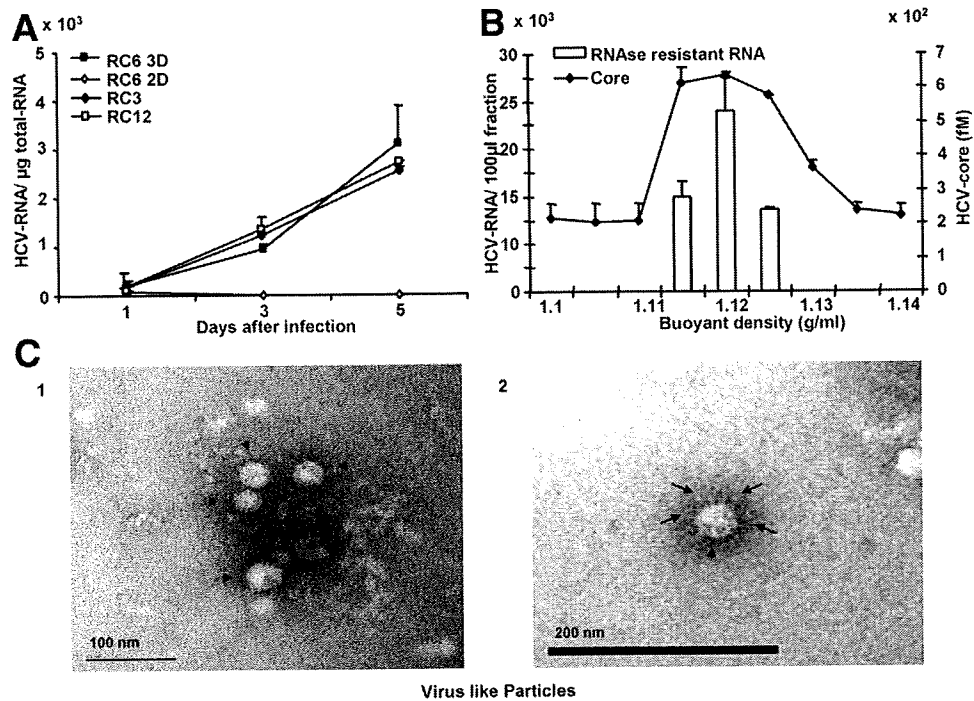 A
x 10³
HCV-RNA/ µg total-RNA
5
4
3
2
1
0
RC6 3D
RC6 2D
RC3
RC12
1
3
5
Days after infection
B
x 10³
x 10²
HCV-RNA/ 100µl fraction
30
25
20
15
10
0
RNAse resistant RNA
Core
7
6
5
4
3
2
1
0
HCV-core (fM)
1.1
1.11
1.12
1.13
1.14
Buoyant density (g/ml)
C
1
100 nm
2
200 nm
Virus like Particles